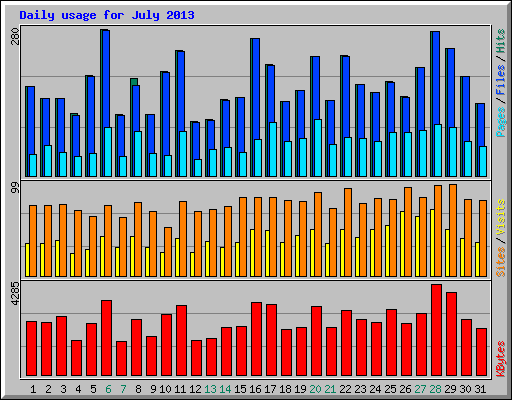 Daily usage for July 2013
280
Pages / Files / Hits
99
Sites / Visits
4285
KBytes
1 2 3 4 5 6 7 8 9 10 11 12 13 14 15 16 17 18 19 20 21 22 23 24 25 26 27 28 29 30 31